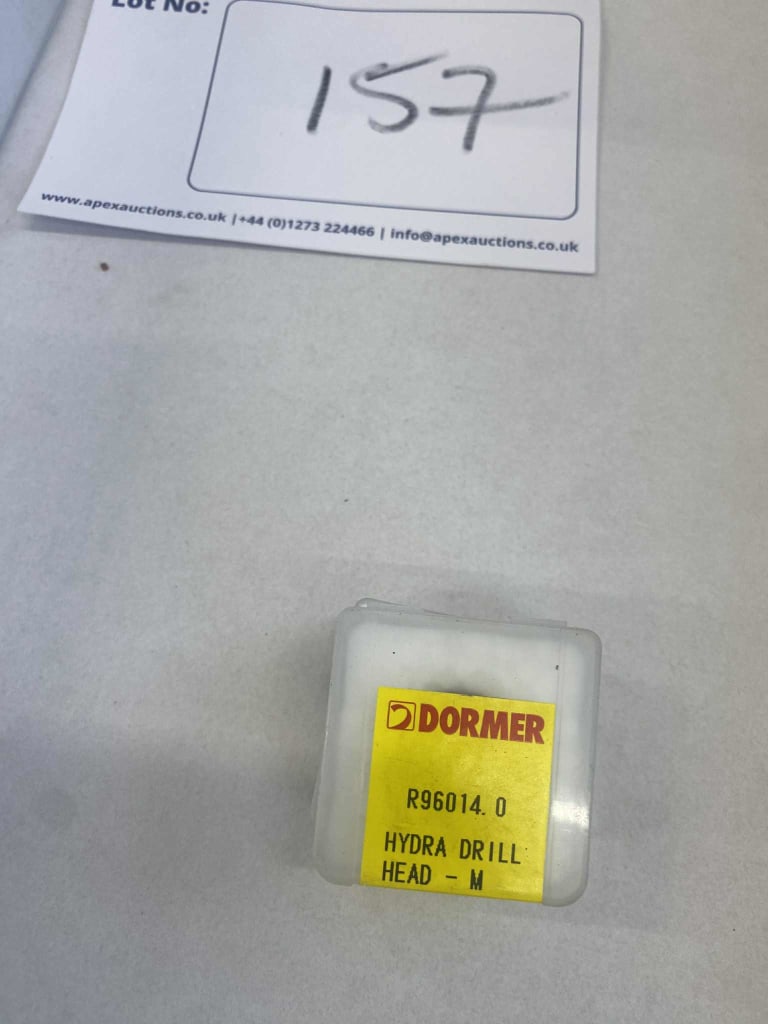 Lot No:
157
www.apexauctions.co.uk | +44 (0)1273 224466 | info@apexauctions.co.uk
DORMER
R96014.0
HYDRA DRILL
HEAD - M